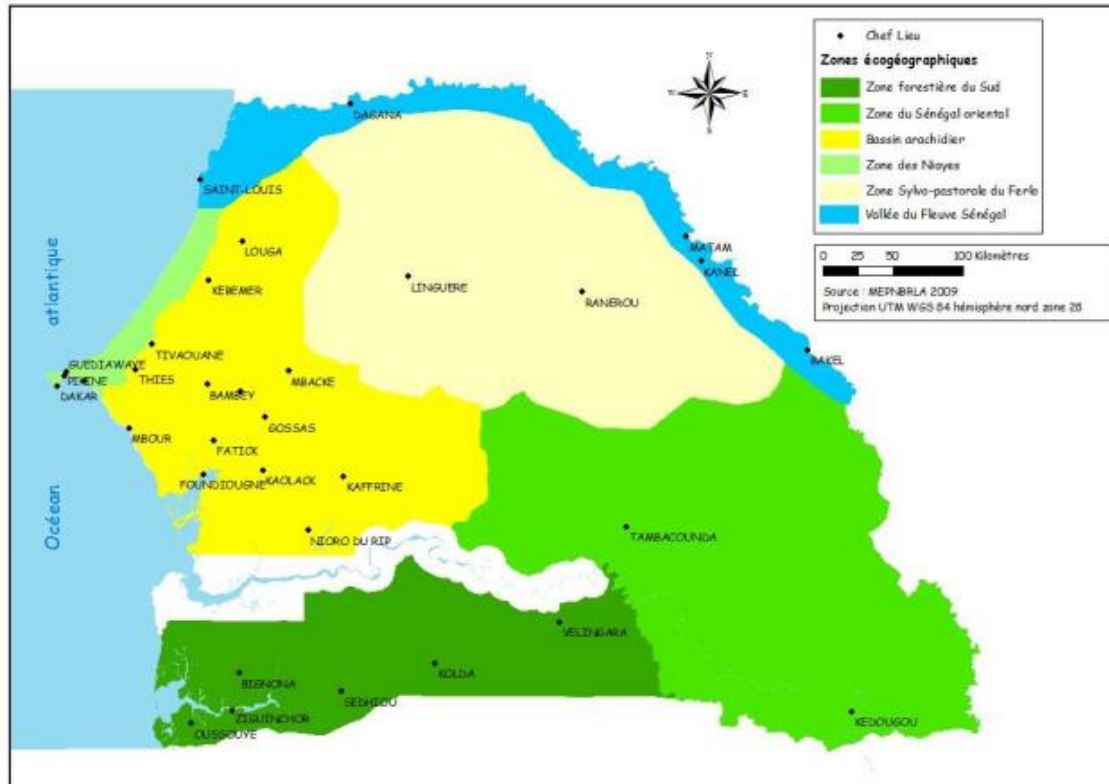 Chef Lieu
Zones écogéographiques
Zone forestière du Sud
Zone du Sénégal oriental
Bassin arachidier
Zone des Niayes
Zone Sylvo-pastorale du Ferlo
Vallée du Fleuve Sénégal
0 25 50 100 Kilomètres
Source : MEPNBRLA 2009
Projection UTM WGS 84 hémisphère nord zone 28
N
W E
S
DAGANA
SAINT-LOUIS
LOUGA
MATAM
KANEL
KEBEMER
LINGUERE
RANEROU
atlantique
TIVAOUANE
BAKEL
GUEDIAWAYE
PIKINE
THIES
MBACKE
DAKAR
BAMBEY
GOSSAS
MBOUR
FATICK
FOUNDIOUGNE
KAOLACK
KAFFRINE
Océan
NIORO DU RIP
TAMBACOUNDA
VELINGARA
KOLDA
BIGNONA
SEDHIOU
ZIGUINCHOR
KEDOUGOU
OUSSOUYE